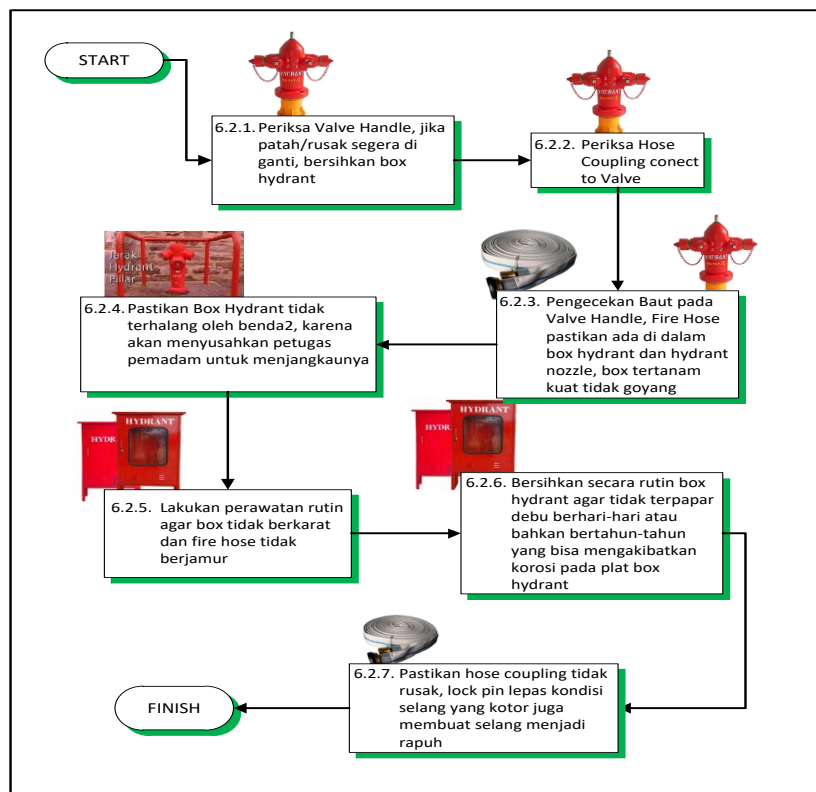 START
HYDRANT
HYDRANT
6.2.1. Periksa Valve Handle, jika
patah/rusak segera di
ganti, bersihkan box
hydrant
6.2.2. Periksa Hose
Coupling conect
to Valve
Jarak
Hydrant
Pillar
HYDRANT
6.2.3. Pengecekan Baut pada
Valve Handle, Fire Hose
pastikan ada di dalam
box hydrant dan hydrant
nozzle, box tertanam
kuat tidak goyang
6.2.4. Pastikan Box Hydrant tidak
terhalang oleh benda2, karena
akan menyusahkan petugas
pemadam untuk menjangkaunya
HYDR
HYDRANT
HYDRANT
6.2.5. Lakukan perawatan rutin
agar box tidak berkarat
dan fire hose tidak
berjamur
6.2.6. Bersihkan secara rutin box
hydrant agar tidak terpapar
debu berhari-hari atau
bahkan bertahun-tahun
yang bisa mengakibatkan
korosi pada plat box
hydrant
6.2.7. Pastikan hose coupling tidak
rusak, lock pin lepas kondisi
selang yang kotor juga
membuat selang menjadi
rapuh
FINISH